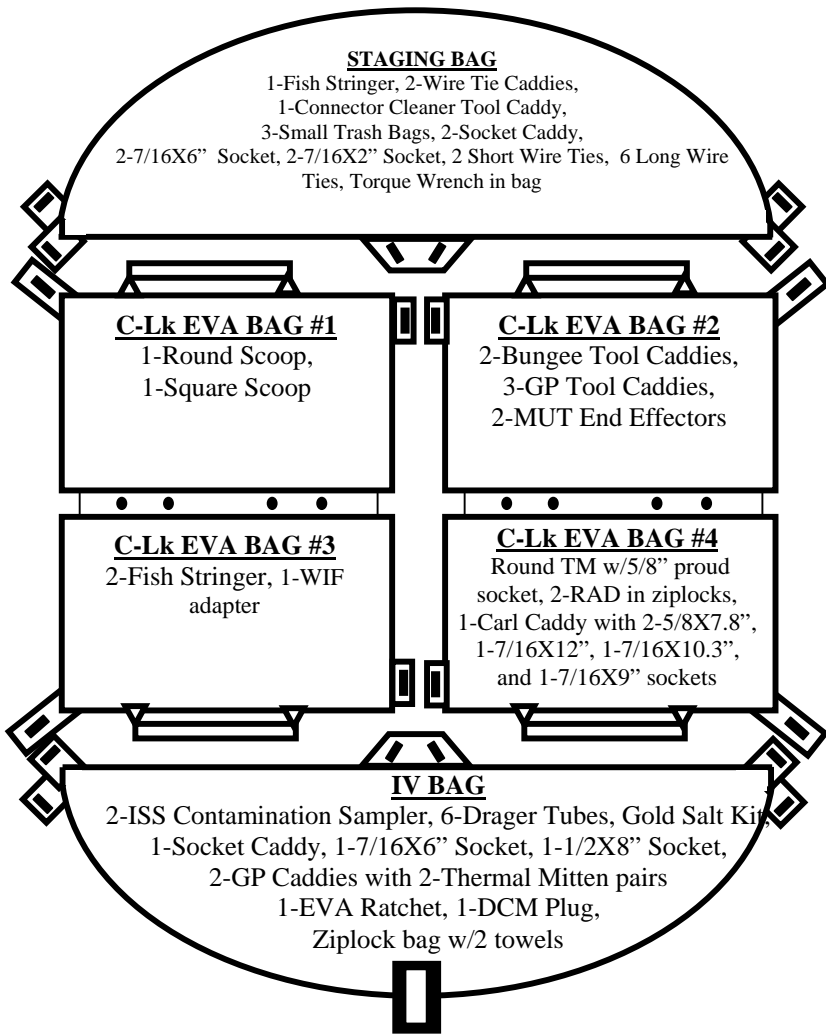 STAGING BAG
1-Fish Stringer, 2-Wire Tie Caddies,
1-Connector Cleaner Tool Caddy,
3-Small Trash Bags, 2-Socket Caddy,
2-7/16X6” Socket, 2-7/16X2” Socket, 2 Short Wire Ties, 6 Long Wire
Ties, Torque Wrench in bag
C-Lk EVA BAG #1
1-Round Scoop,
1-Square Scoop
C-Lk EVA BAG #2
2-Bungee Tool Caddies,
3-GP Tool Caddies,
2-MUT End Effectors
C-Lk EVA BAG #3
2-Fish Stringer, 1-WIF
adapter
C-Lk EVA BAG #4
Round TM w/5/8” proud
socket, 2-RAD in ziplocks,
1-Carl Caddy with 2-5/8X7.8”,
1-7/16X12”, 1-7/16X10.3”,
and 1-7/16X9” sockets
IV BAG
2-ISS Contamination Sampler, 6-Drager Tubes, Gold Salt Kit,
1-Socket Caddy, 1-7/16X6” Socket, 1-1/2X8” Socket,
2-GP Caddies with 2-Thermal Mitten pairs
1-EVA Ratchet, 1-DCM Plug,
Ziplock bag w/2 towels